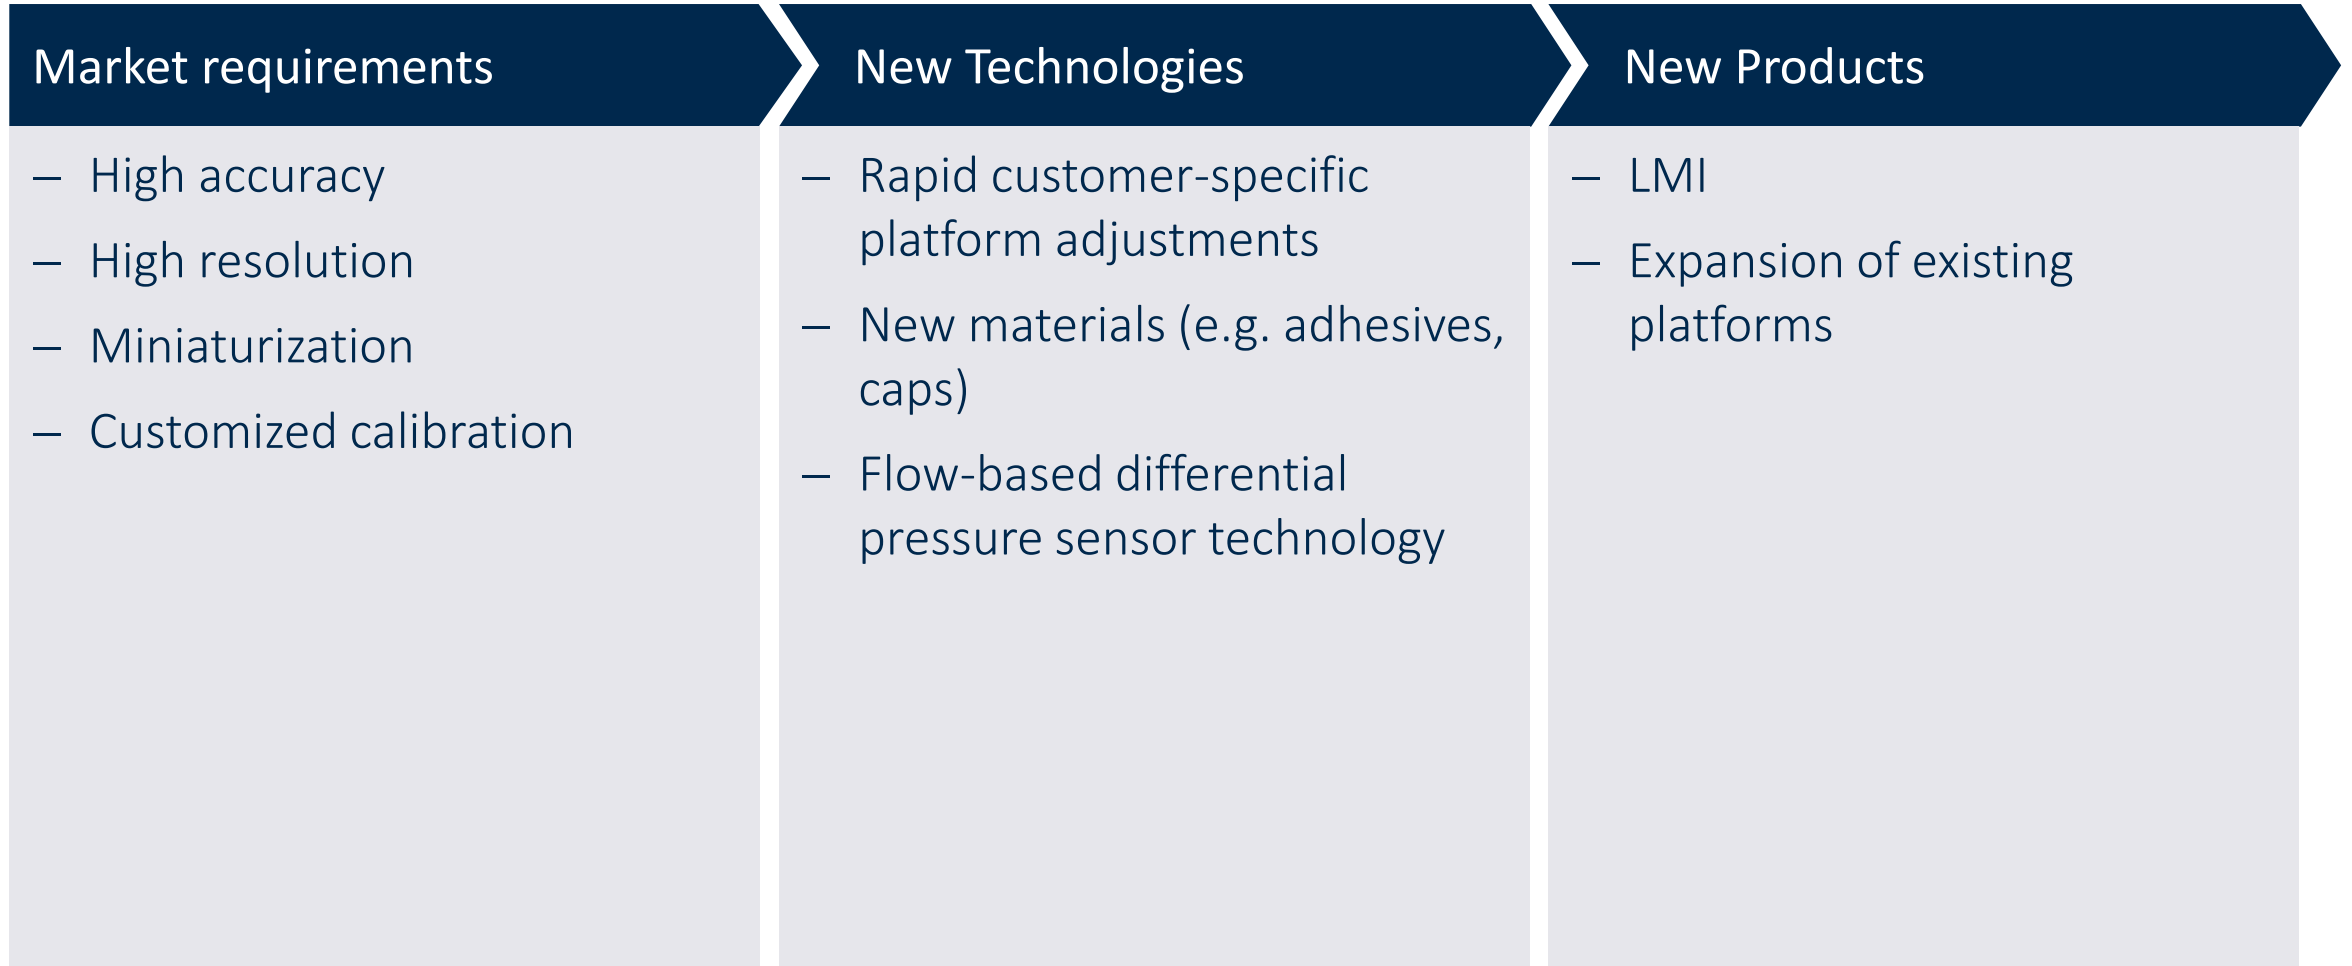 Market requirements
– High accuracy
– High resolution
– Miniaturization
– Customized calibration
New Technologies
– Rapid customer-specific
platform adjustments
– New materials (e.g. adhesives,
caps)
– Flow-based differential
pressure sensor technology
New Products
– LMI
– Expansion of existing
platforms